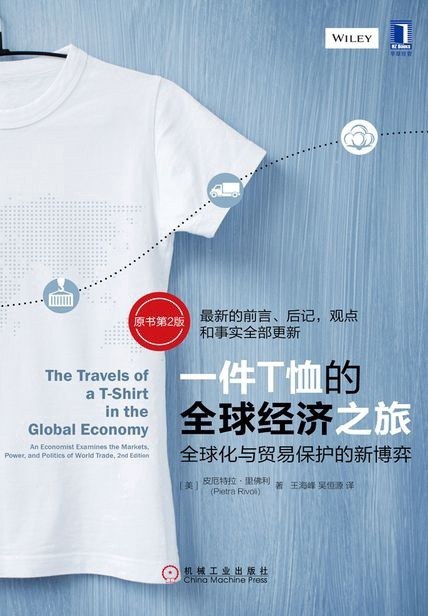 WILEY
HZ Books
华章经管
原书第2版
最新的前言、后记，观点
和事实全部更新
一件T恤的
全球经济之旅
全球化与贸易保护的新博弈
The Travels of
a T-Shirt
in the
Global Economy
An Economist Examines the Markets,
Power, and Politics of World Trade, 2nd Edition
[美] 皮厄特拉·里佛利 著 王海峰 吴恒源 译
(Pietra Rivoli)
机械工业出版社
China Machine Press